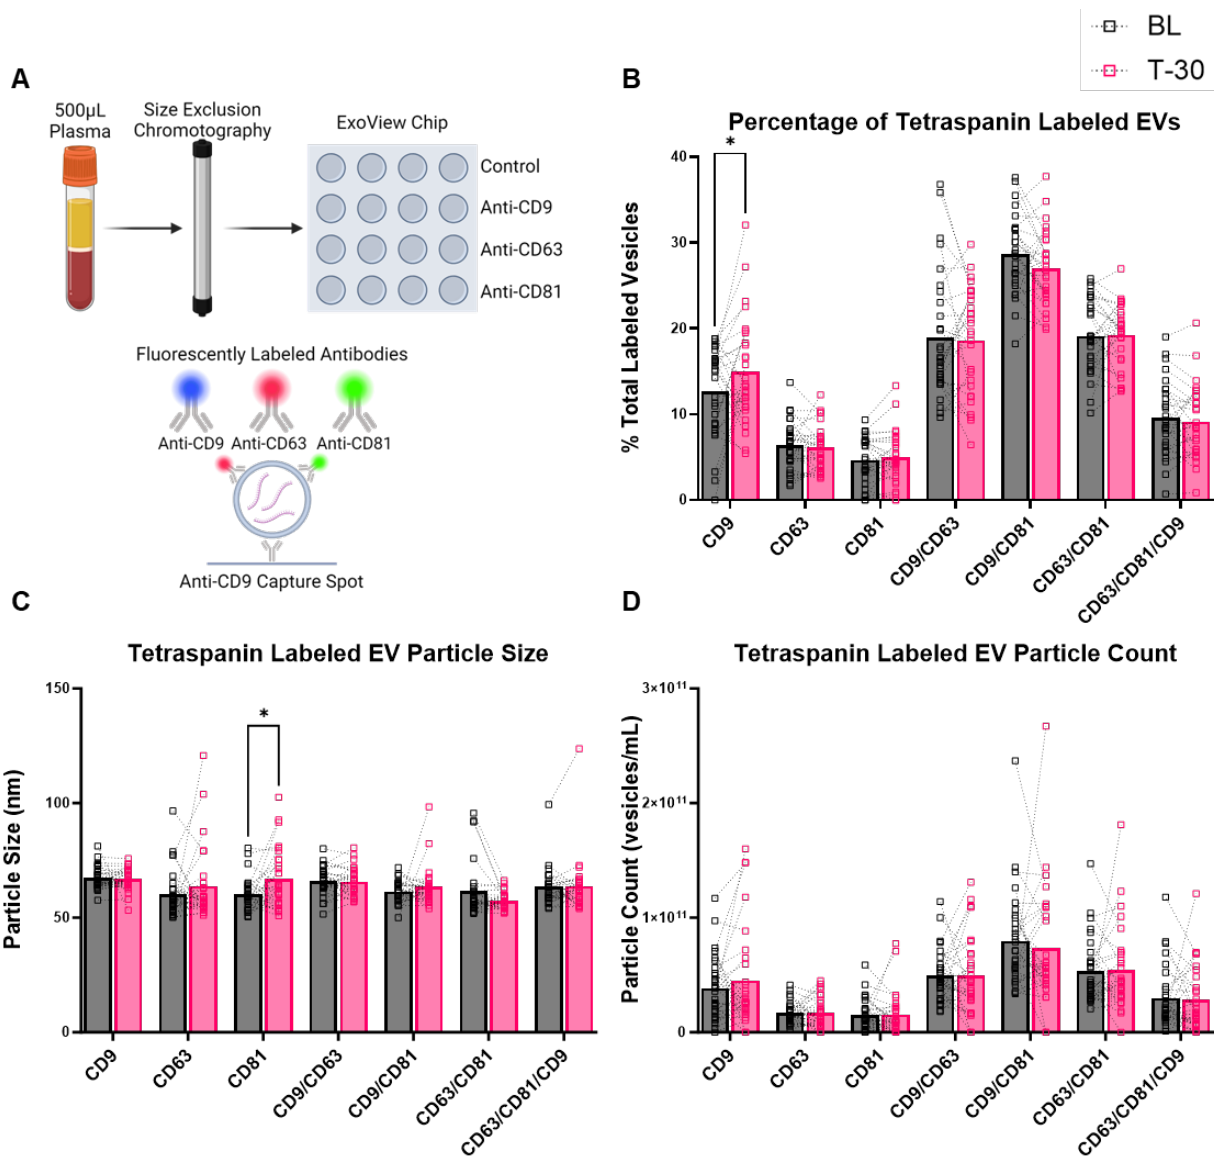 BL
T-30
A
500µL
Plasma
Size Exclusion
Chromotography
ExoView Chip
Control
Anti-CD9
Anti-CD63
Anti-CD81
Fluorescently Labeled Antibodies
Anti-CD9 Anti-CD63 Anti-CD81
Anti-CD9 Capture Spot
B
Percentage of Tetraspanin Labeled EVs
*
% Total Labeled Vesicles
40
30
20
10
0
CD9
CD63
CD81
CD9/CD63
CD9/CD81
CD63/CD81
CD63/CD81/CD9
C
Tetraspanin Labeled EV Particle Size
*
Particle Size (nm)
150
100
50
0
CD9
CD63
CD81
CD9/CD63
CD9/CD81
CD63/CD81
CD63/CD81/CD9
D
Tetraspanin Labeled EV Particle Count
Particle Count (vesicles/mL)
3×10¹¹
2×10¹¹
1×10¹¹
0
CD9
CD63
CD81
CD9/CD63
CD9/CD81
CD63/CD81
CD63/CD81/CD9